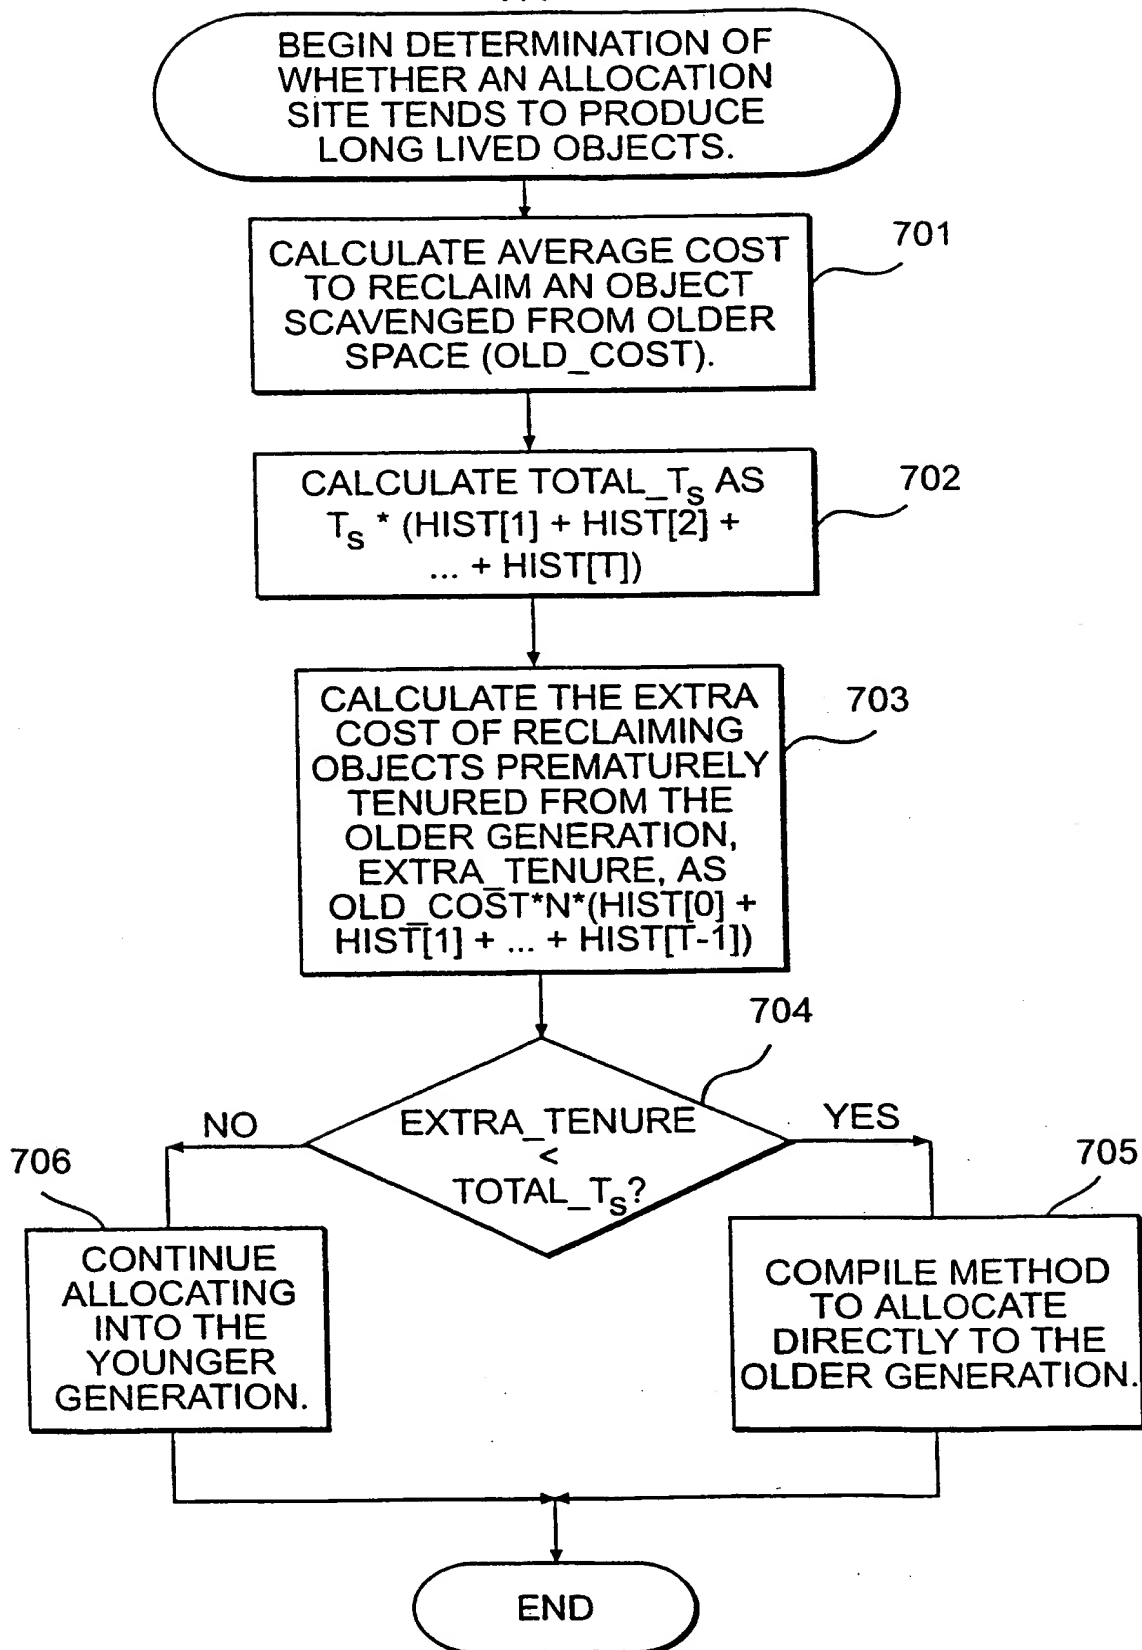 BEGIN DETERMINATION OF
WHETHER AN ALLOCATION
SITE TENDS TO PRODUCE
LONG LIVED OBJECTS.
701
CALCULATE AVERAGE COST
TO RECLAIM AN OBJECT
SCAVENGED FROM OLDER
SPACE (OLD_COST).
702
CALCULATE TOTAL_TS AS
TS * (HIST[1] + HIST[2] +
... + HIST[T])
703
CALCULATE THE EXTRA
COST OF RECLAIMING
OBJECTS PREMATURELY
TENURED FROM THE
OLDER GENERATION,
EXTRA_TENURE, AS
OLD_COST*N*(HIST[0] +
HIST[1] + ... + HIST[T-1])
704
NO
EXTRA_TENURE
<
TOTAL_TS?
YES
706
705
CONTINUE
ALLOCATING
INTO THE
YOUNGER
GENERATION.
COMPILE METHOD
TO ALLOCATE
DIRECTLY TO THE
OLDER GENERATION.
END